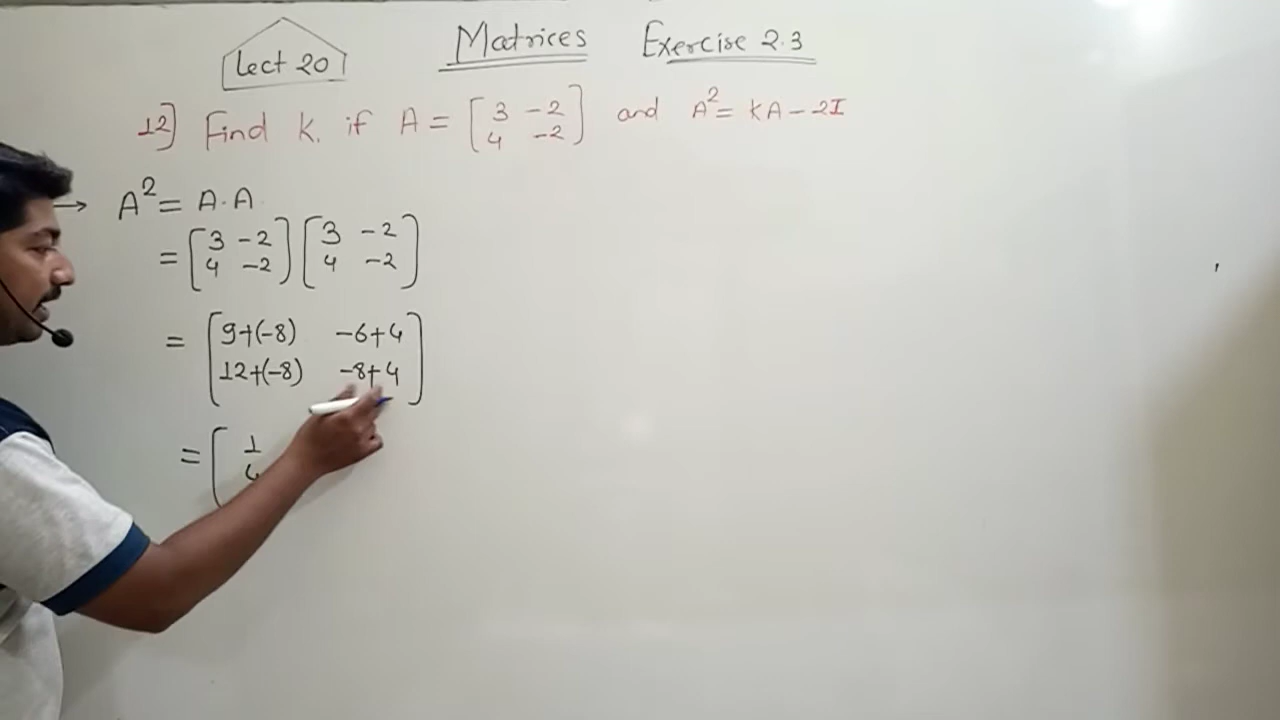 Lect 20 Matrices Exercise 2.3
12] Find K. if A = [3 -2 and A² = KA - 2I
4 -2]
→ A² = A.A
= [3 -2 [3 -2
4 -2] 4 -2]
= [9+(-8) -6+4
12+(-8) -8+4]
= [1
4